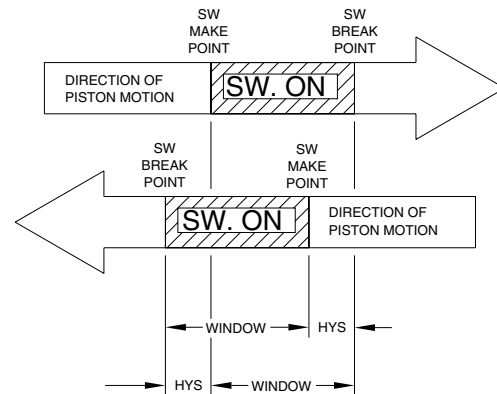 SW
MAKE
POINT
SW
BREAK
POINT
DIRECTION OF
PISTON MOTION
SW. ON
SW
BREAK
POINT
SW
MAKE
POINT
SW. ON
DIRECTION OF
PISTON MOTION
WINDOW
HYS
HYS
WINDOW